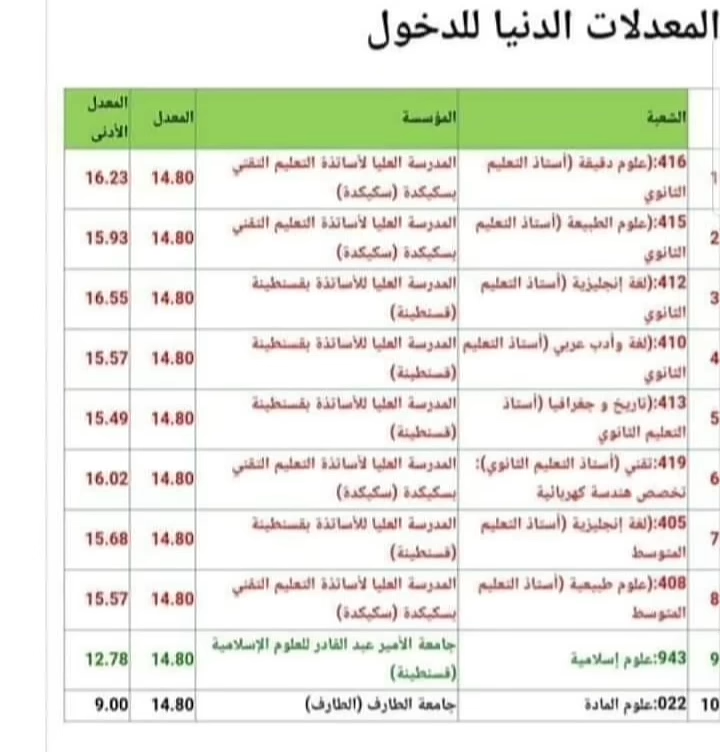 المعدلات الدنيا للدخول
الشعبة المؤسسة المعدل المعدل الأدنى
1 416:(علوم دقيقة (أستاذ التعليم الثانوي المدرسة العليا لأساتذة التعليم التقني بسكيكدة (سكيكدة) 14.80 16.23
2 415:(علوم الطبيعة (أستاذ التعليم الثانوي المدرسة العليا لأساتذة التعليم التقني بسكيكدة (سكيكدة) 14.80 15.93
3 412:(لغة إنجليزية (أستاذ التعليم الثانوي المدرسة العليا للأساتذة بقسنطينة (قسنطينة) 14.80 16.55
4 410:(لغة وأدب عربي (أستاذ التعليم الثانوي المدرسة العليا للأساتذة بقسنطينة (قسنطينة) 14.80 15.57
5 413:(تاريخ و جغرافيا (أستاذ التعليم الثانوي المدرسة العليا للأساتذة بقسنطينة (قسنطينة) 14.80 15.49
6 419:تقني (أستاذ التعليم الثانوي): تخصص هندسة كهربائية المدرسة العليا لأساتذة التعليم التقني بسكيكدة (سكيكدة) 14.80 16.02
7 405:(لغة إنجليزية (أستاذ التعليم المتوسط المدرسة العليا للأساتذة بقسنطينة (قسنطينة) 14.80 15.68
8 408:(علوم طبيعية (أستاذ التعليم المتوسط المدرسة العليا لأساتذة التعليم التقني بسكيكدة (سكيكدة) 14.80 15.57
9 943:علوم إسلامية جامعة الأمير عبد القادر للعلوم الإسلامية (قسنطينة) 14.80 12.78
10 022:علوم المادة جامعة الطارف (الطارف) 14.80 9.00